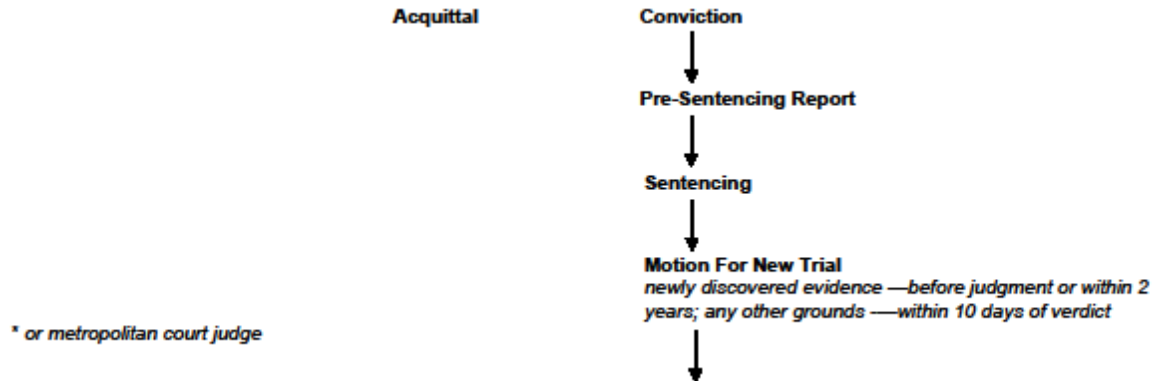 Acquittal Conviction
Pre-Sentencing Report
Sentencing
Motion For New Trial
newly discovered evidence —before judgment or within 2
years; any other grounds -—within 10 days of verdict
* or metropolitan court judge